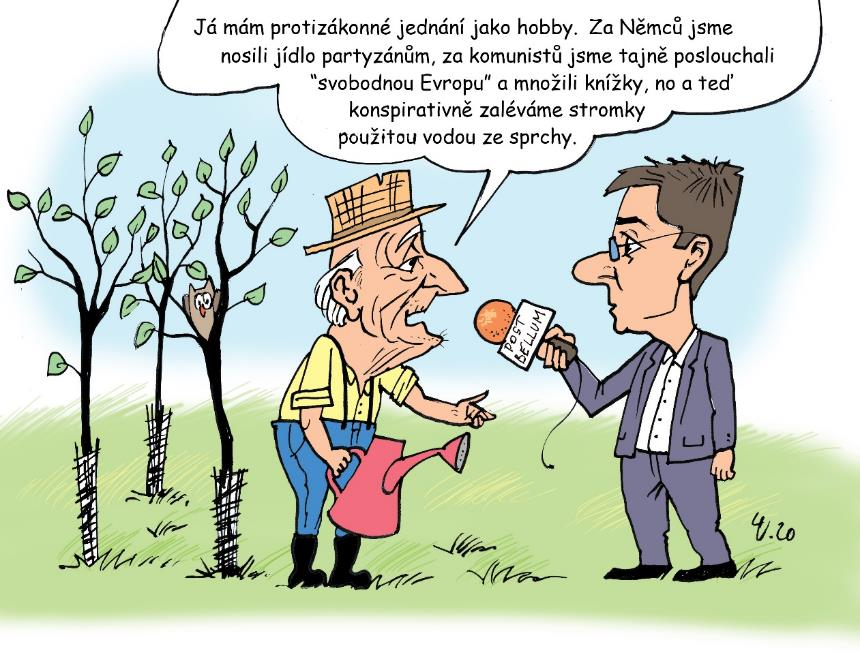 Já mám protizákonné jednání jako hobby. Za Němců jsme
nosili jídlo partyzánům, za komunistů jsme tajně poslouchali
“svobodnou Evropu” a množili knížky, no a teď
konspirativně zaléváme stromky
použitou vodou ze sprchy.
POST
BELLUM
LV.20